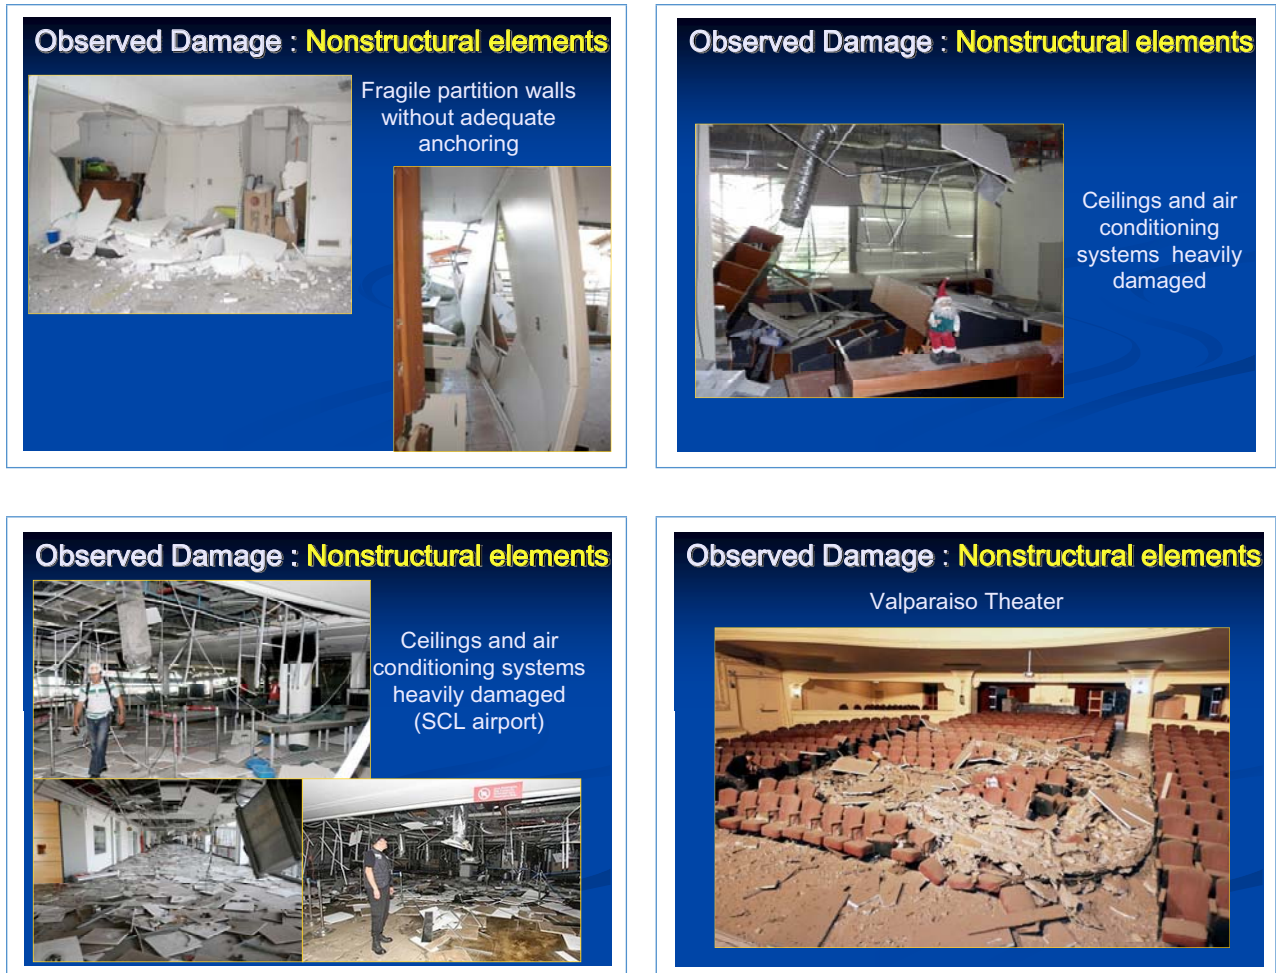 Observed Damage : Nonstructural elements
Fragile partition walls
without adequate
anchoring
Observed Damage : Nonstructural elements
Ceilings and air
conditioning
systems heavily
damaged
Observed Damage : Nonstructural elements
Ceilings and air
conditioning systems
heavily damaged
(SCL airport)
Observed Damage : Nonstructural elements
Valparaiso Theater